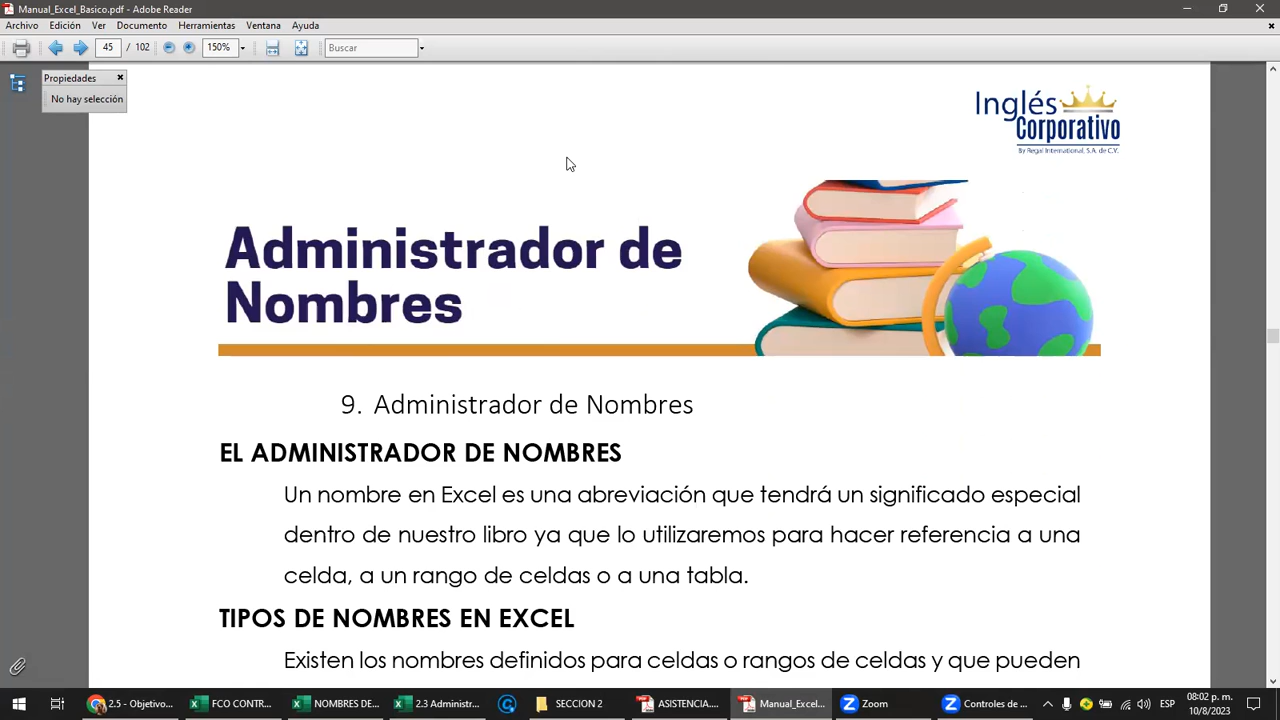 Manual_Excel_Basico.pdf - Adobe Reader
Archivo Edición Ver Documento Herramientas Ventana Ayuda
45 / 102 150% Buscar
Propiedades
No hay selección
Inglés
Corporativo
By Regal International, S.A. de C.V.
Administrador de
Nombres
9. Administrador de Nombres
EL ADMINISTRADOR DE NOMBRES
Un nombre en Excel es una abreviación que tendrá un significado especial
dentro de nuestro libro ya que lo utilizaremos para hacer referencia a una
celda, a un rango de celdas o a una tabla.
TIPOS DE NOMBRES EN EXCEL
Existen los nombres definidos para celdas o rangos de celdas y que pueden
2.5 - Objetivo... FCO CONTR... NOMBRES DE... 2.3 Administr... SECCION 2 ASISTENCIA.... Manual_Excel... Zoom Controles de ... ESP 08:02 p. m.
10/8/2023